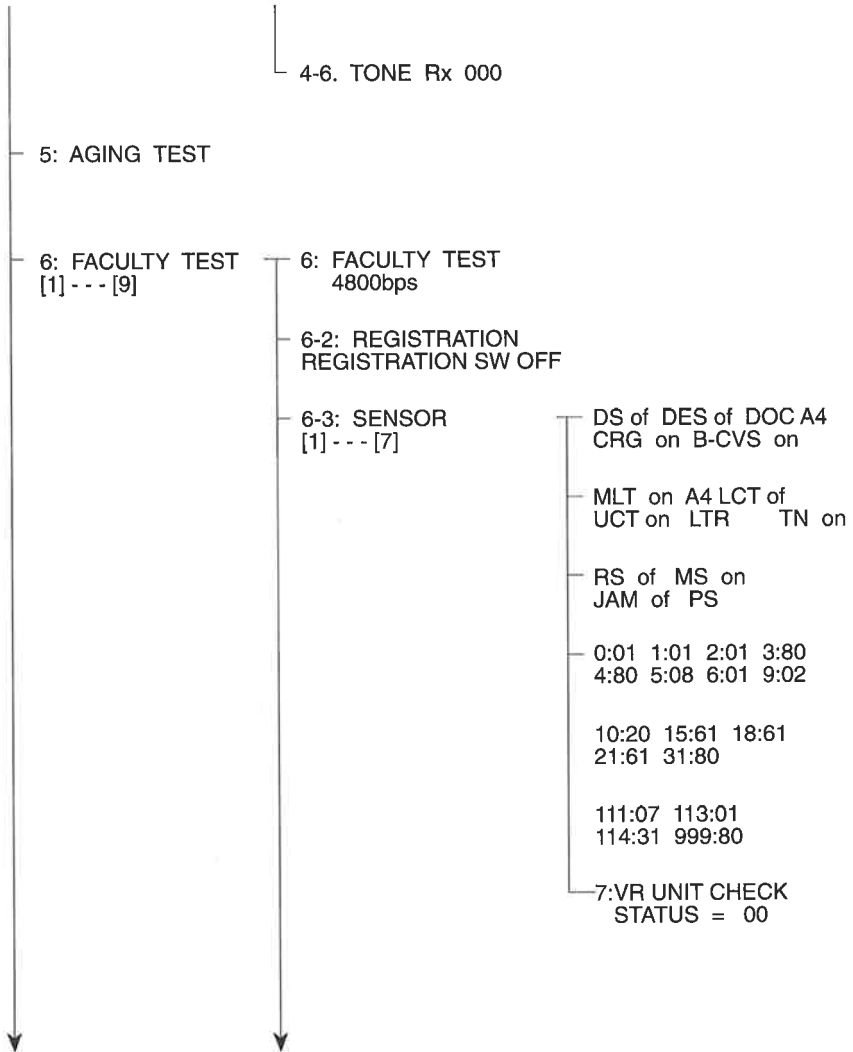 4-6. TONE Rx 000
5: AGING TEST
6: FACULTY TEST
[1] - - - [9]
6: FACULTY TEST
4800bps
6-2: REGISTRATION
REGISTRATION SW OFF
6-3: SENSOR
[1] - - - [7]
DS of DES of DOC A4
CRG on B-CVS on
MLT on A4 LCT of
UCT on LTR TN on
RS of MS on
JAM of PS
0:01 1:01 2:01 3:80
4:80 5:08 6:01 9:02
10:20 15:61 18:61
21:61 31:80
111:07 113:01
114:31 999:80
7:VR UNIT CHECK
STATUS = 00